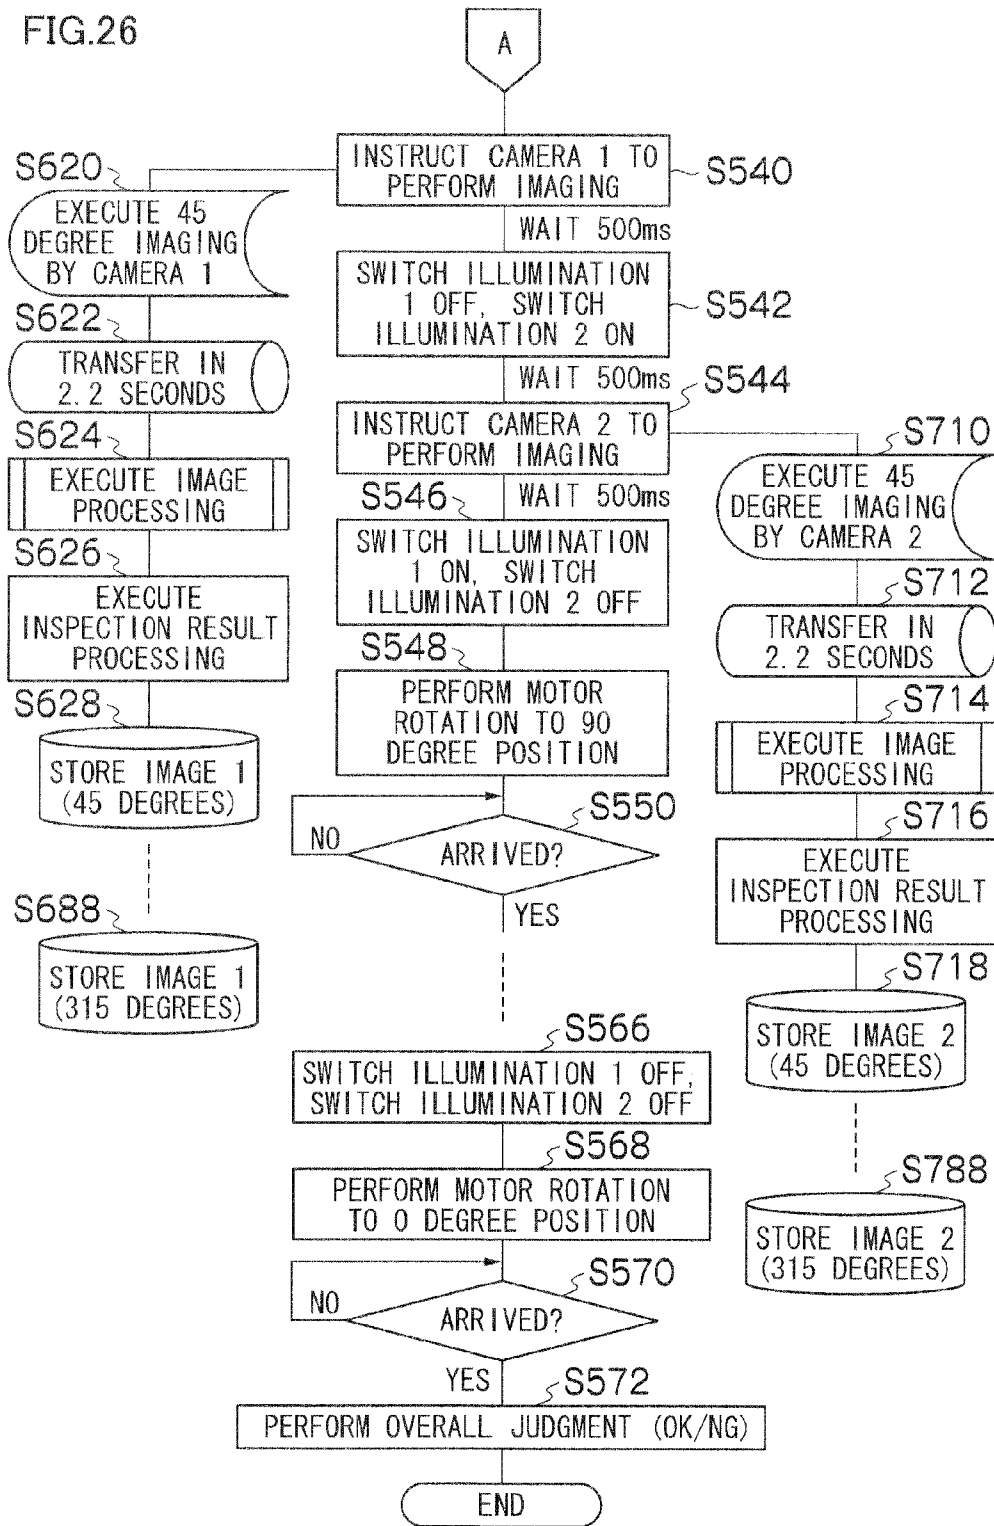 FIG.26
A
INSTRUCT CAMERA 1 TO
PERFORM IMAGING
S540
WAIT 500ms
SWITCH ILLUMINATION
1 OFF, SWITCH
ILLUMINATION 2 ON
S542
WAIT 500ms
S544
INSTRUCT CAMERA 2 TO
PERFORM IMAGING
WAIT 500ms
S546
SWITCH ILLUMINATION
1 ON, SWITCH
ILLUMINATION 2 OFF
S548
PERFORM MOTOR
ROTATION TO 90
DEGREE POSITION
S550
ARRIVED?
NO
YES
S566
SWITCH ILLUMINATION 1 OFF,
SWITCH ILLUMINATION 2 OFF
S568
PERFORM MOTOR ROTATION
TO 0 DEGREE POSITION
S570
ARRIVED?
NO
YES
S572
PERFORM OVERALL JUDGMENT (OK/NG)
END
S620
EXECUTE 45
DEGREE IMAGING
BY CAMERA 1
S622
TRANSFER IN
2.2 SECONDS
S624
EXECUTE IMAGE
PROCESSING
S626
EXECUTE
INSPECTION RESULT
PROCESSING
S628
STORE IMAGE 1
(45 DEGREES)
S688
STORE IMAGE 1
(315 DEGREES)
S710
EXECUTE 45
DEGREE IMAGING
BY CAMERA 2
S712
TRANSFER IN
2.2 SECONDS
S714
EXECUTE IMAGE
PROCESSING
S716
EXECUTE
INSPECTION RESULT
PROCESSING
S718
STORE IMAGE 2
(45 DEGREES)
S788
STORE IMAGE 2
(315 DEGREES)